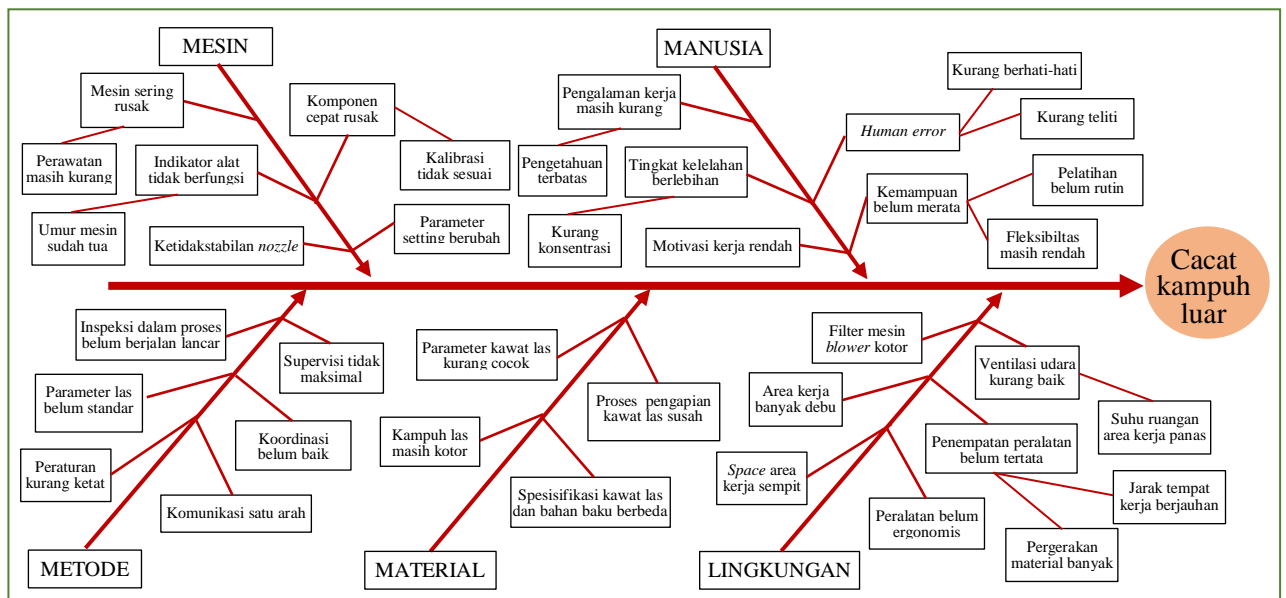 MESIN
Mesin sering
rusak
Perawatan
masih kurang
Komponen
cepat rusak
Kalibrasi
tidak sesuai
Indikator alat
tidak berfungsi
Umur mesin
sudah tua
Ketidakstabilan nozzle
Parameter
setting berubah
MANUSIA
Pengalaman kerja
masih kurang
Pengetahuan
terbatas
Human error
Kurang berhati-hati
Kurang teliti
Tingkat kelelahan
berlebihan
Kurang
konsentrasi
Kemampuan
belum merata
Pelatihan
belum rutin
Fleksibiltas
masih rendah
Motivasi kerja rendah
Cacat
kampuh
luar
Inspeksi dalam proses
belum berjalan lancar
Supervisi tidak
maksimal
Parameter las
belum standar
Koordinasi
belum baik
Peraturan
kurang ketat
Komunikasi satu arah
METODE
Parameter kawat las
kurang cocok
Proses pengapian
kawat las susah
Kampuh las
masih kotor
Spesisifikasi kawat las
dan bahan baku berbeda
MATERIAL
Filter mesin
blower kotor
Ventilasi udara
kurang baik
Suhu ruangan
area kerja panas
Area kerja
banyak debu
Penempatan peralatan
belum tertata
Jarak tempat
kerja berjauhan
Pergerakan
material banyak
Space area
kerja sempit
Peralatan belum
ergonomis
LINGKUNGAN